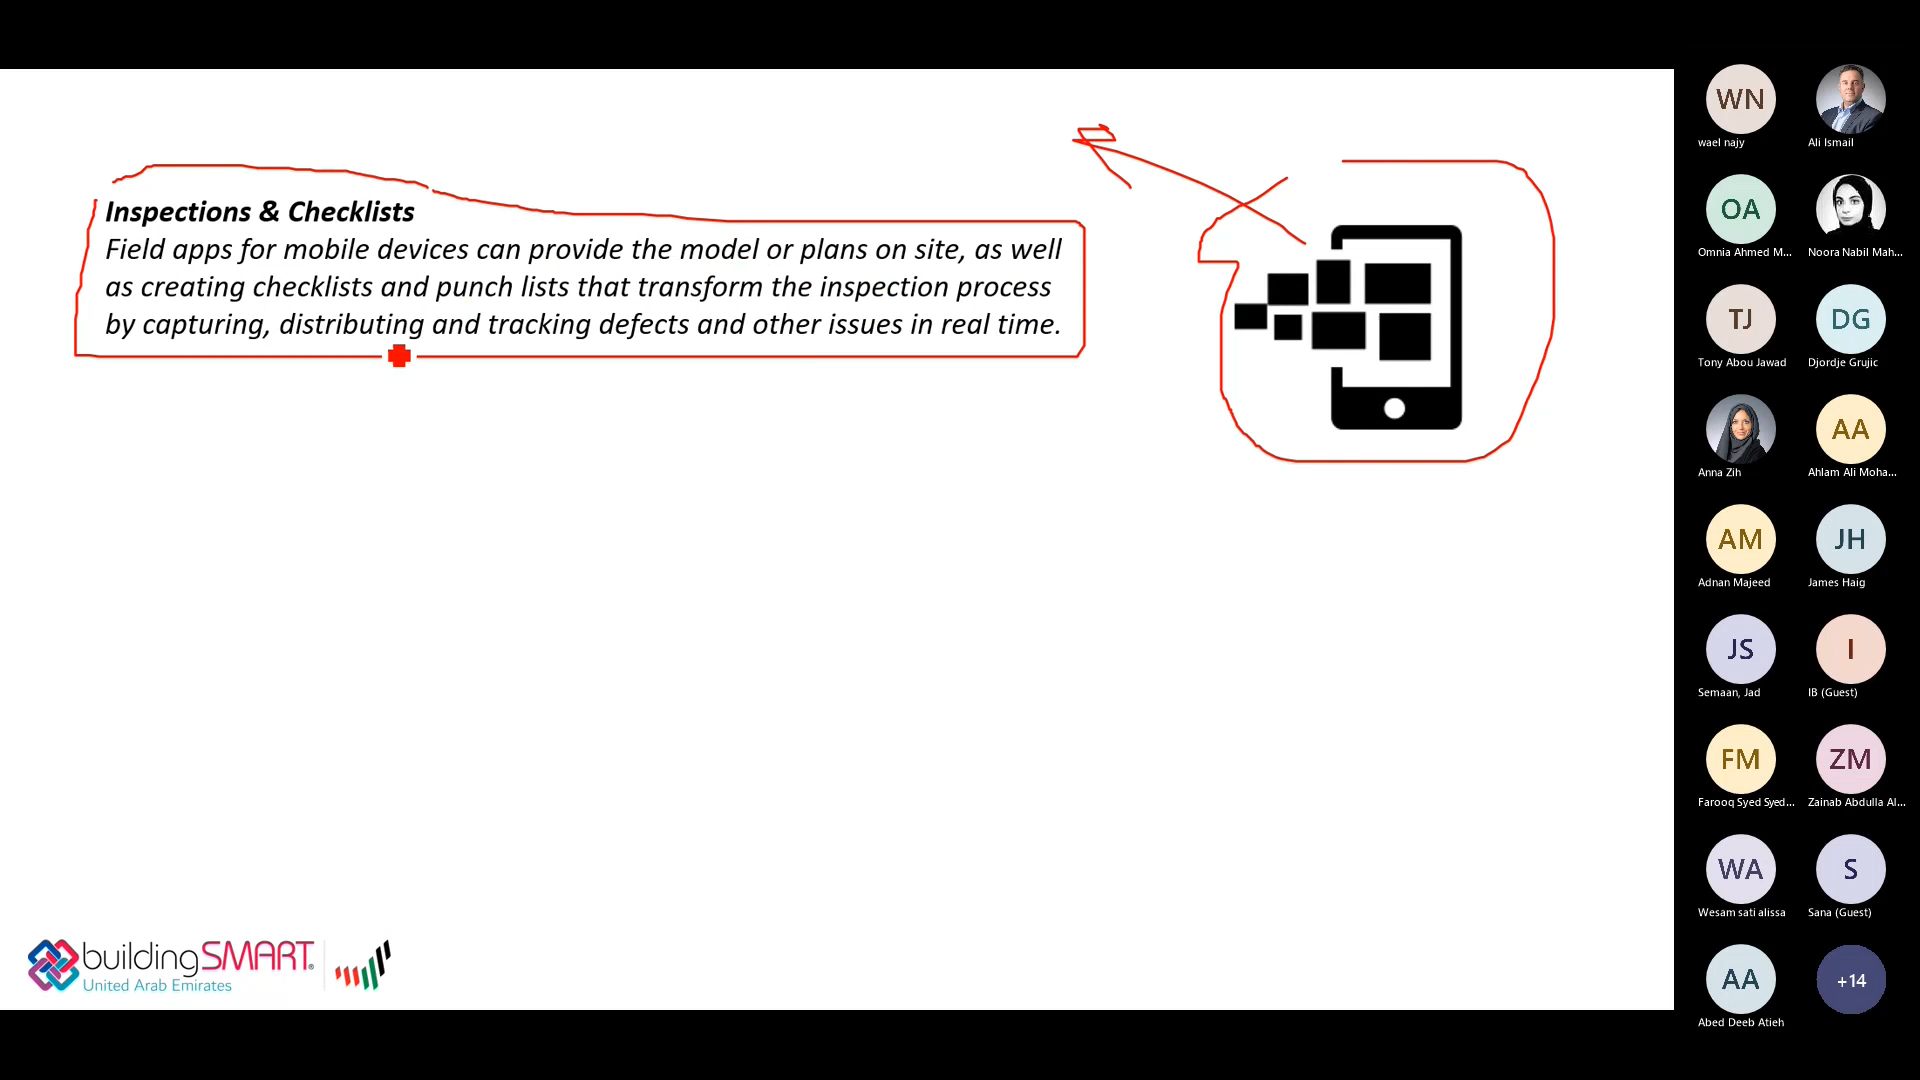 Inspections & Checklists
Field apps for mobile devices can provide the model or plans on site, as well
as creating checklists and punch lists that transform the inspection process
by capturing, distributing and tracking defects and other issues in real time.
buildingSMART®
United Arab Emirates
WN
wael najy
Ali Ismail
OA
Omnia Ahmed M...
Noora Nabil Mah...
TJ
Tony Abou Jawad
DG
Djordje Grujic
Anna Zih
AA
Ahlam Ali Moha...
AM
Adnan Majeed
JH
James Haig
JS
Semaan, Jad
I
IB (Guest)
FM
Farooq Syed Syed...
ZM
Zainab Abdulla Al...
WA
Wesam sati alissa
S
Sana (Guest)
AA
Abed Deeb Atieh
+14